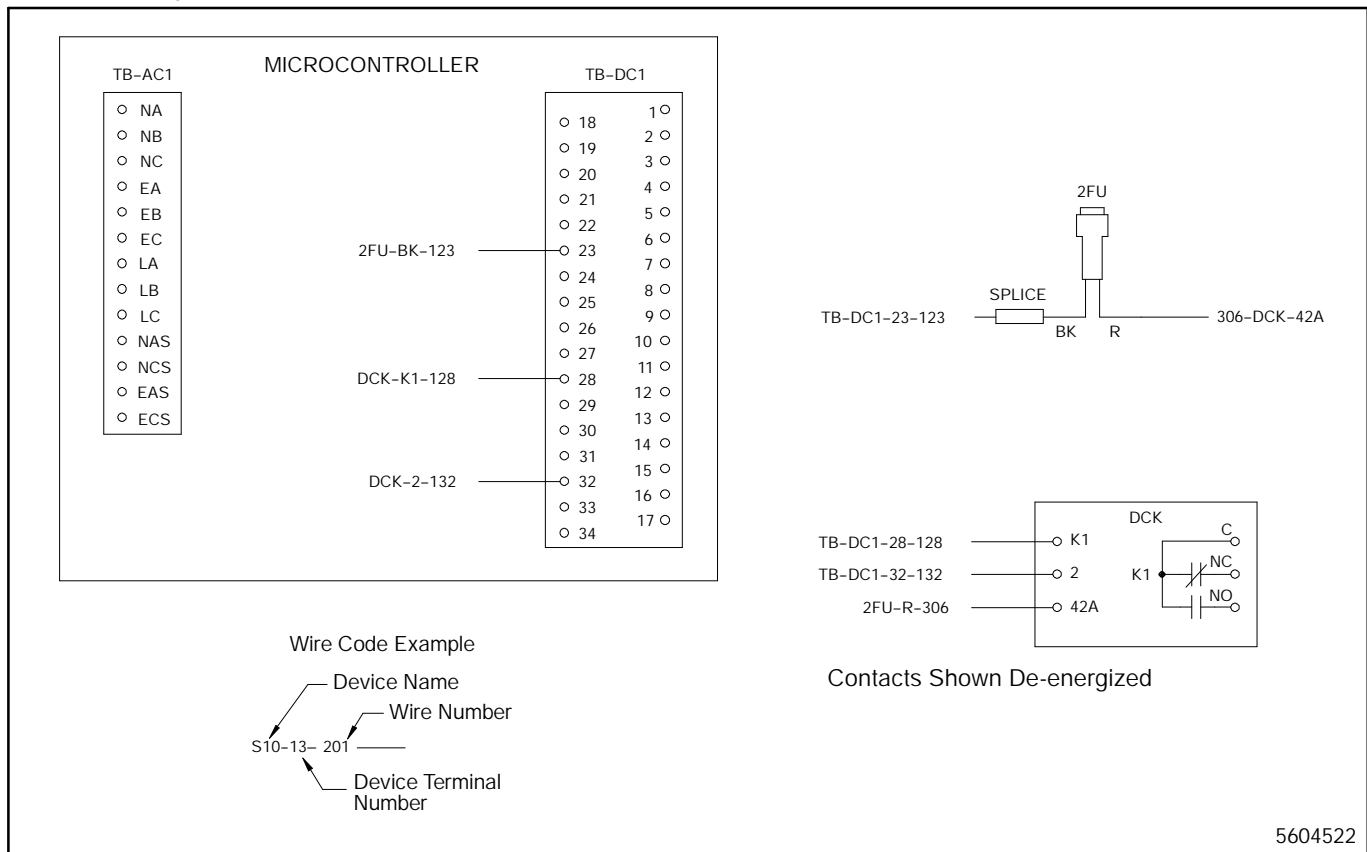 MICROCONTROLLER
TB-AC1
NA
NB
NC
EA
EB
EC
LA
LB
LC
NAS
NCS
EAS
ECS
TB-DC1
18
19
20
21
22
23
24
25
26
27
28
29
30
31
32
33
34
1
2
3
4
5
6
7
8
9
10
11
12
13
14
15
16
17
2FU-BK-123
DCK-K1-128
DCK-2-132
2FU
SPLICE
TB-DC1-23-123
BK
R
306-DCK-42A
DCK
TB-DC1-28-128
K1
TB-DC1-32-132
2
2FU-R-306
42A
K1
C
NC
NO
Contacts Shown De-energized
Wire Code Example
Device Name
Wire Number
S10-13- 201
Device Terminal
Number
5604522